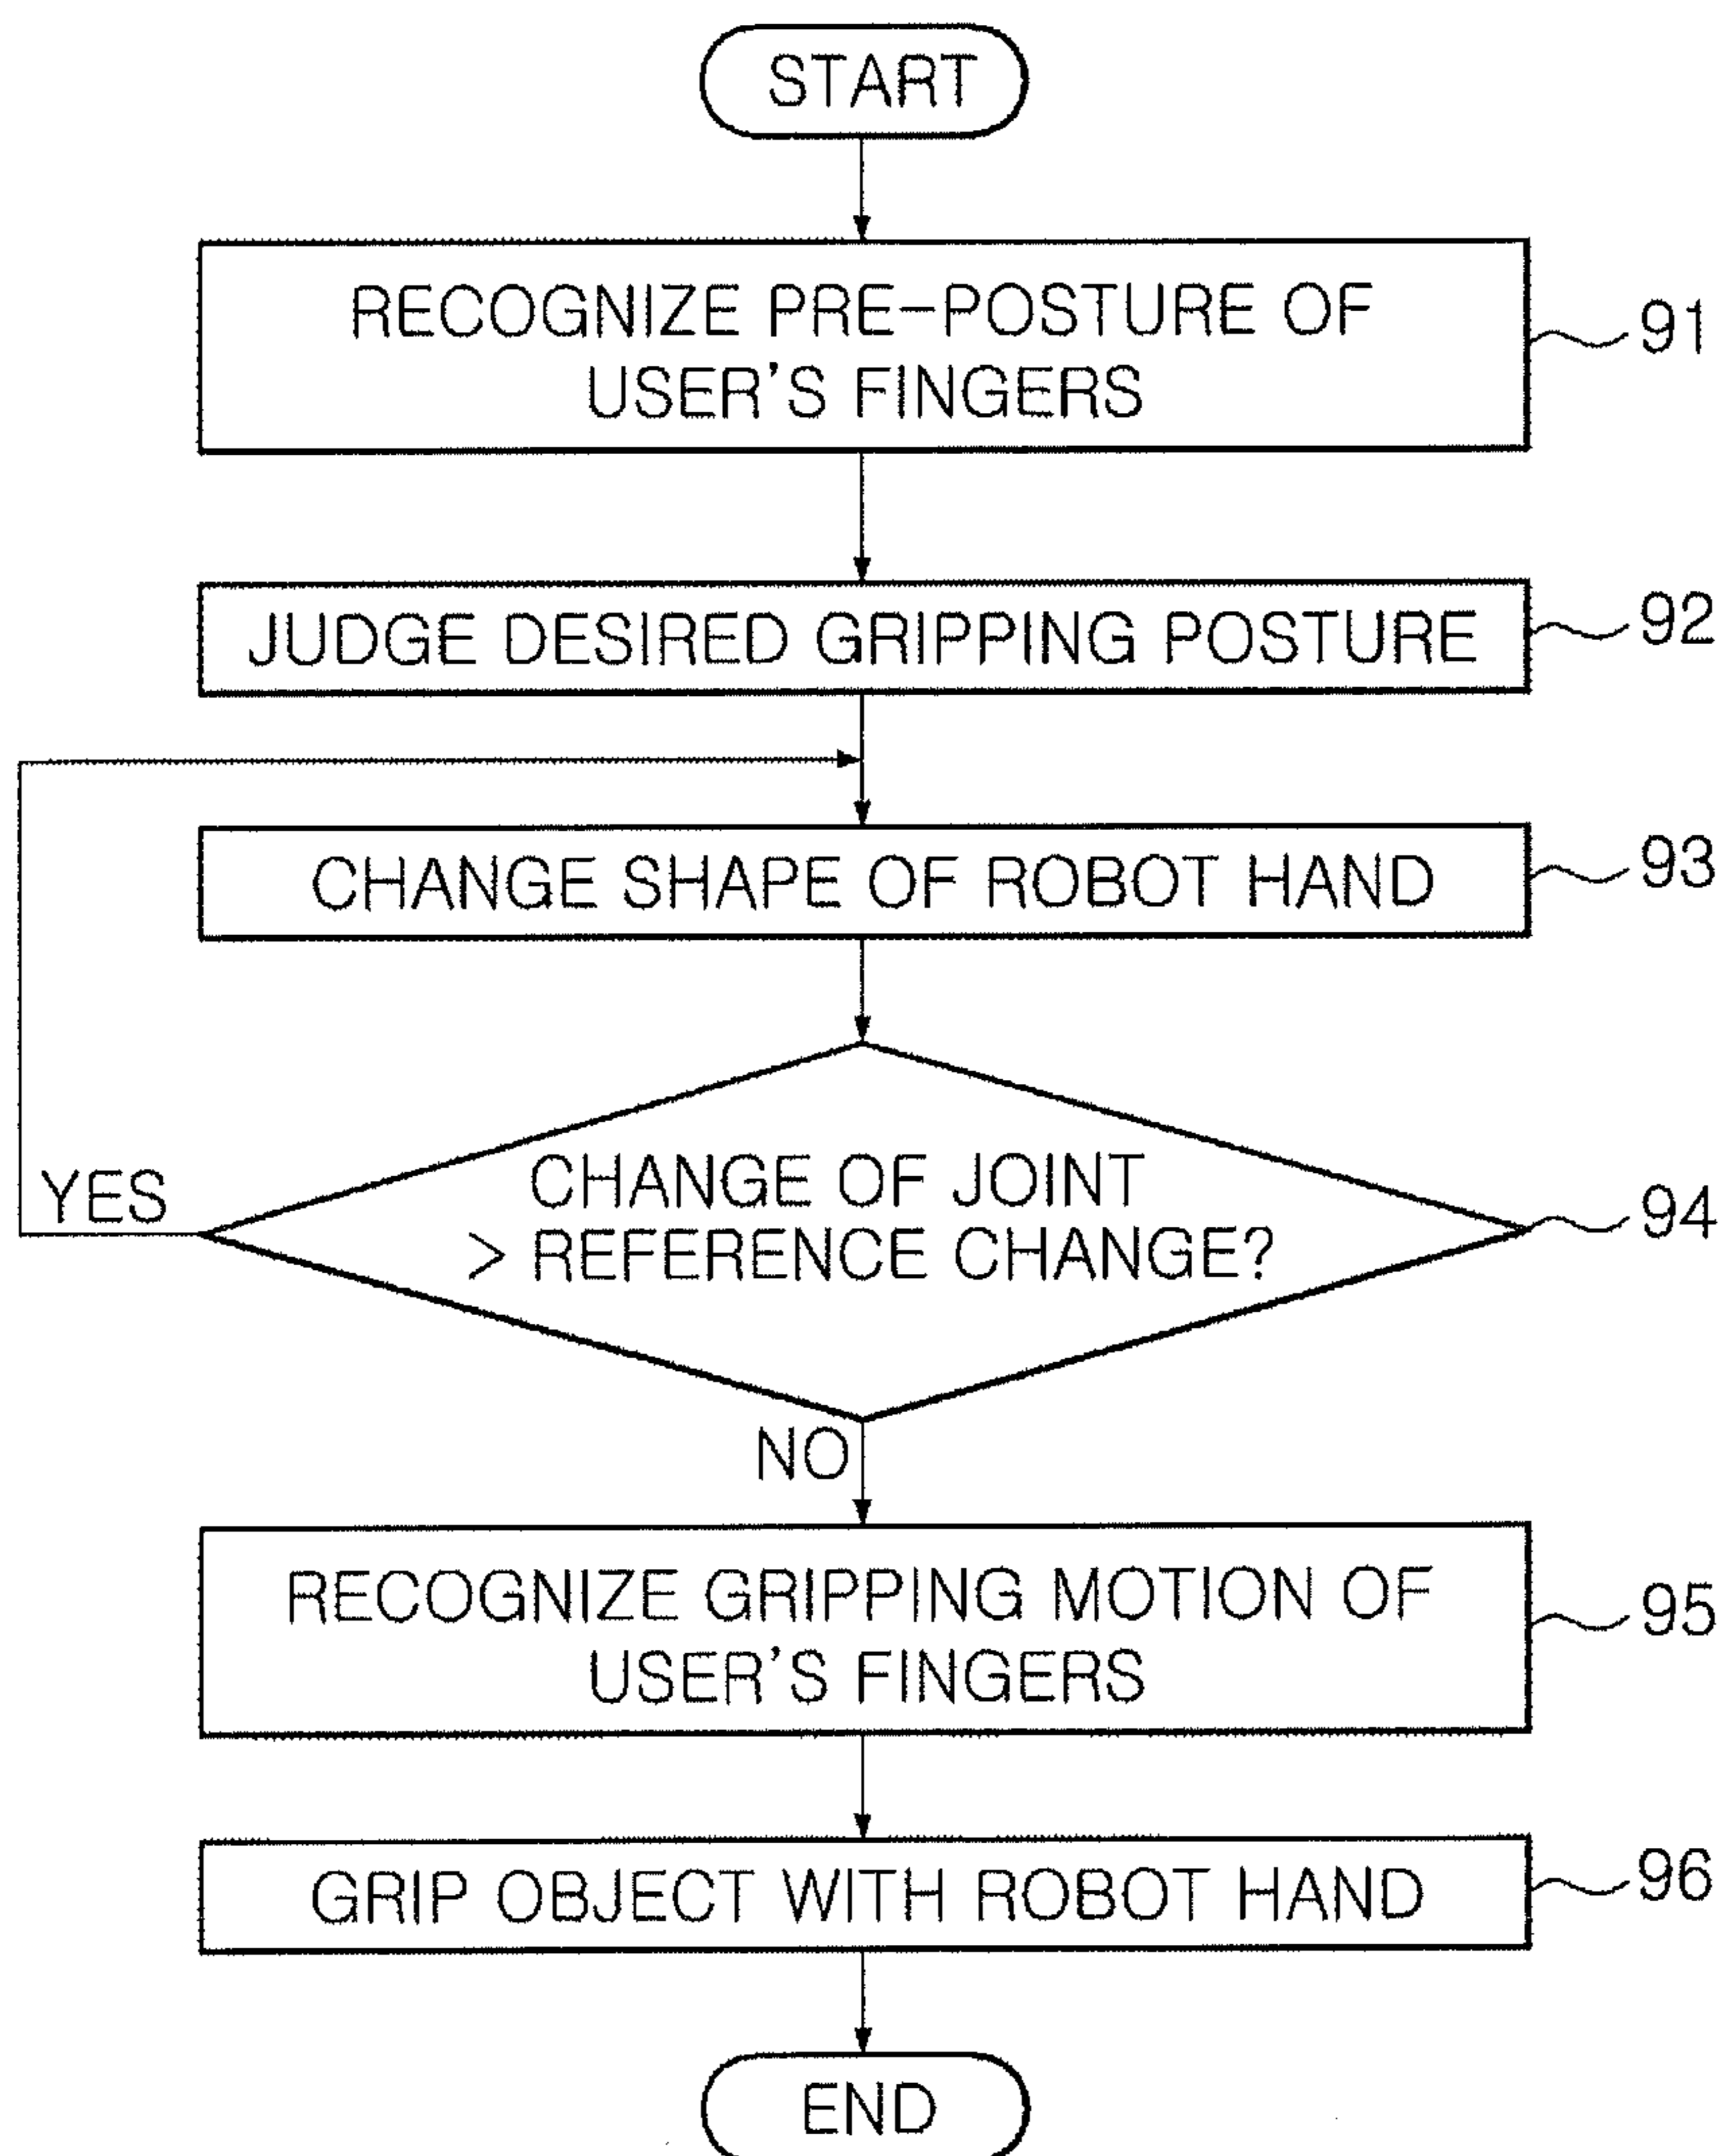 START
RECOGNIZE PRE-POSTURE OF
USER'S FINGERS
91
JUDGE DESIRED GRIPPING POSTURE
92
CHANGE SHAPE OF ROBOT HAND
93
CHANGE OF JOINT
> REFERENCE CHANGE?
94
YES
NO
RECOGNIZE GRIPPING MOTION OF
USER'S FINGERS
95
GRIP OBJECT WITH ROBOT HAND
96
END